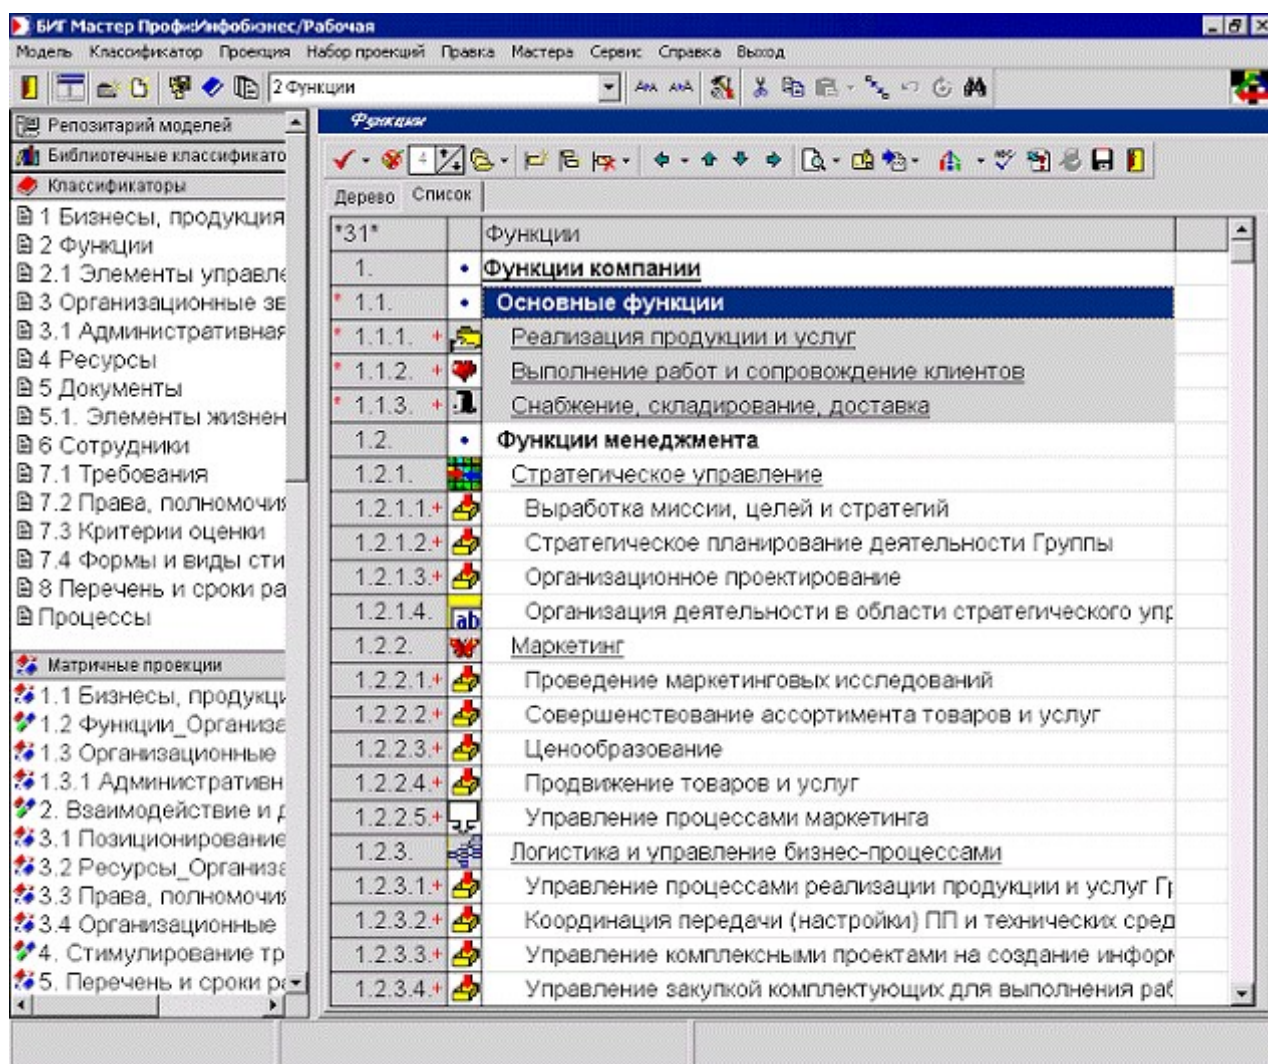 БИГ Мастер Профи:Инфобизнес/Рабочая
Модель Классификатор Проекция Набор проекций Правка Мастера Сервис Справка Выход
2 Функции
Репозитарий моделей
Библиотечные классификато
Классификаторы
1 Бизнесы, продукция
2 Функции
2.1 Элементы управле
3 Организационные зв
3.1 Административная
4 Ресурсы
5 Документы
5.1. Элементы жизнен
6 Сотрудники
7.1 Требования
7.2 Права, полномочия
7.3 Критерии оценки
7.4 Формы и виды сти
8 Перечень и сроки ра
Процессы
Матричные проекции
1.1 Бизнесы, продукци
1.2 Функции_Организа
1.3 Организационные
1.3.1 Административн
2. Взаимодействие и д
3.1 Позиционирование
3.2 Ресурсы_Организа
3.3 Права, полномочия
3.4 Организационные
4. Стимулирование тр
5. Перечень и сроки ра
Функции
4
Дерево Список
*31* Функции
1. Функции компании
* 1.1. Основные функции
* 1.1.1. + Реализация продукции и услуг
* 1.1.2. + Выполнение работ и сопровождение клиентов
* 1.1.3. + Снабжение, складирование, доставка
1.2. Функции менеджмента
1.2.1. Стратегическое управление
1.2.1.1.+ Выработка миссии, целей и стратегий
1.2.1.2.+ Стратегическое планирование деятельности Группы
1.2.1.3.+ Организационное проектирование
1.2.1.4. ab Организация деятельности в области стратегического упр
1.2.2. Маркетинг
1.2.2.1.+ Проведение маркетинговых исследований
1.2.2.2.+ Совершенствование ассортимента товаров и услуг
1.2.2.3.+ Ценообразование
1.2.2.4.+ Продвижение товаров и услуг
1.2.2.5.+ Управление процессами маркетинга
1.2.3. Логистика и управление бизнес-процессами
1.2.3.1.+ Управление процессами реализации продукции и услуг Гр
1.2.3.2.+ Координация передачи (настройки) ПП и технических сред
1.2.3.3.+ Управление комплексными проектами на создание информ
1.2.3.4.+ Управление закупкой комплектующих для выполнения раб